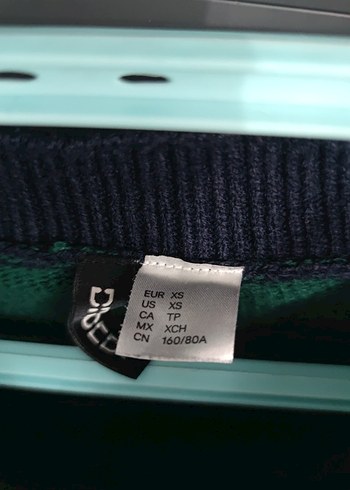 EUR XS
US XS
CA TP
MX XCH
CN 160/80A